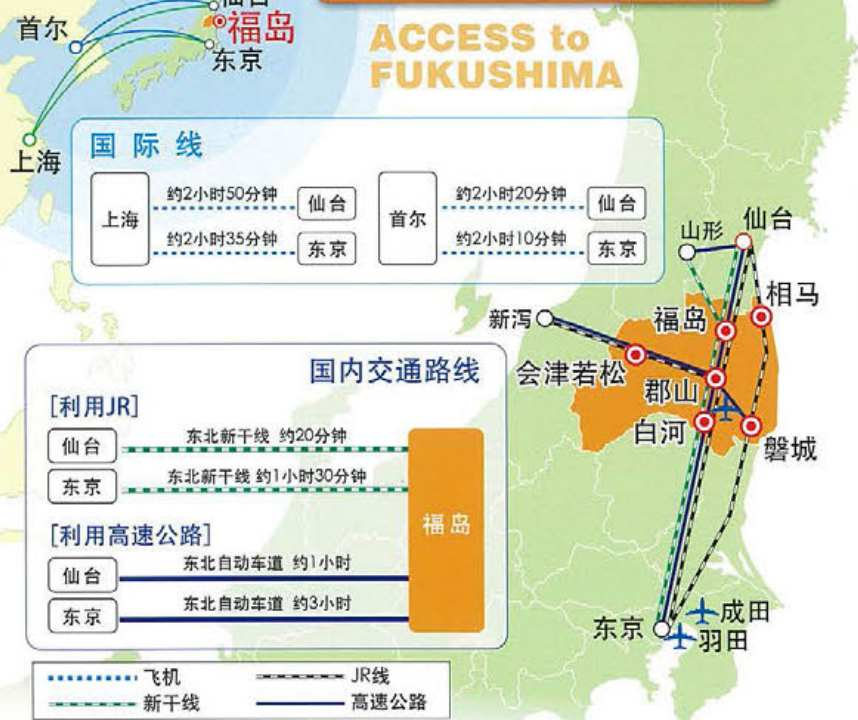 仙台
首尔
福岛
东京
上海
ACCESS to
FUKUSHIMA
国际线
上海
约2小时50分钟
仙台
约2小时35分钟
东京
首尔
约2小时20分钟
仙台
约2小时10分钟
东京
山形
仙台
相马
新泻
福岛
会津若松
郡山
白河
磐城
国内交通路线
[利用JR]
仙台
东北新干线 约20分钟
东京
东北新干线 约1小时30分钟
福岛
[利用高速公路]
仙台
东北自动车道 约1小时
东京
东北自动车道 约3小时
东京
成田
羽田
飞机
JR线
新干线
高速公路